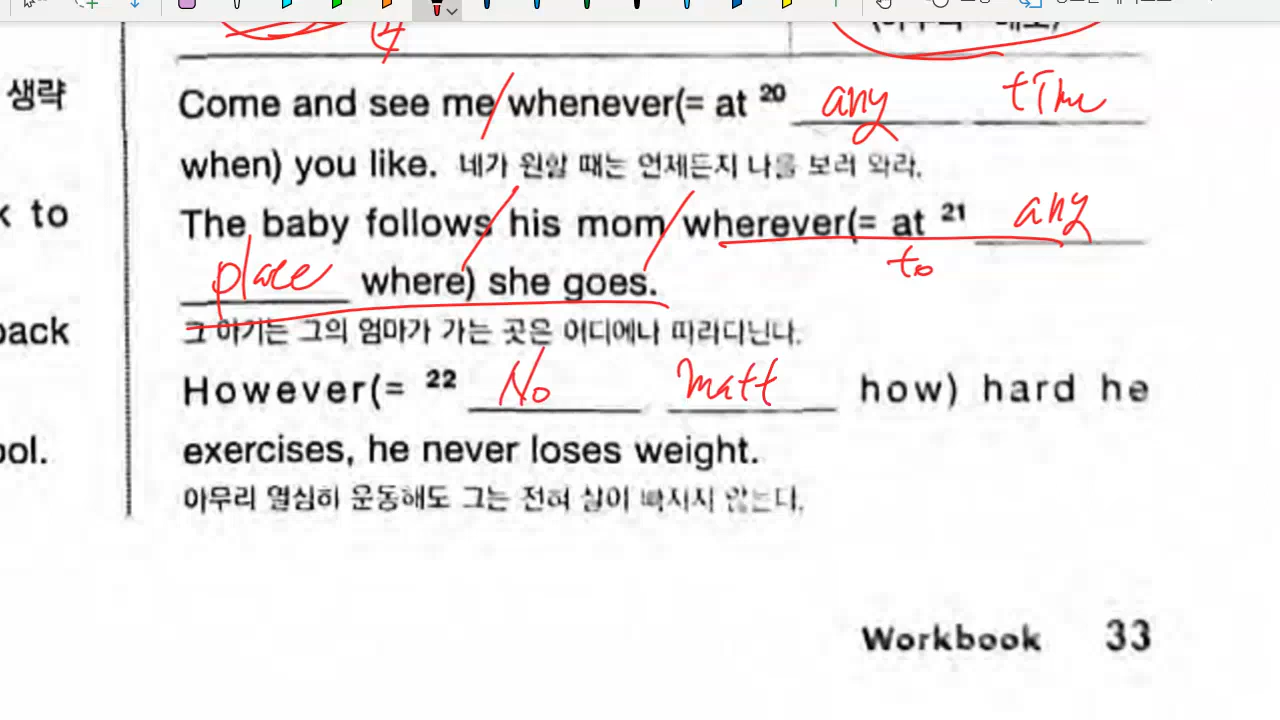 생략
Come and see me whenever(= at 20 any tIme
when) you like. 네가 원할 때는 언제든지 나를 보러 와라.
k to
The baby follows his mom wherever(= at 21 any
to
place where) she goes.
back
그 아기는 그의 엄마가 가는 곳은 어디에나 따라다닌다.
However(= 22 No matt how) hard he
ool.
exercises, he never loses weight.
아무리 열심히 운동해도 그는 전혀 살이 빠지지 않는다.
Workbook 33